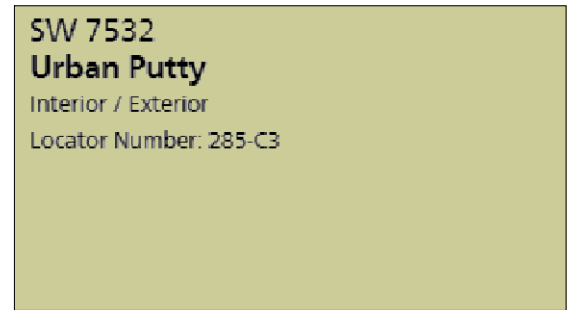 SW 7532
Urban Putty
Interior / Exterior
Locator Number: 285-C3